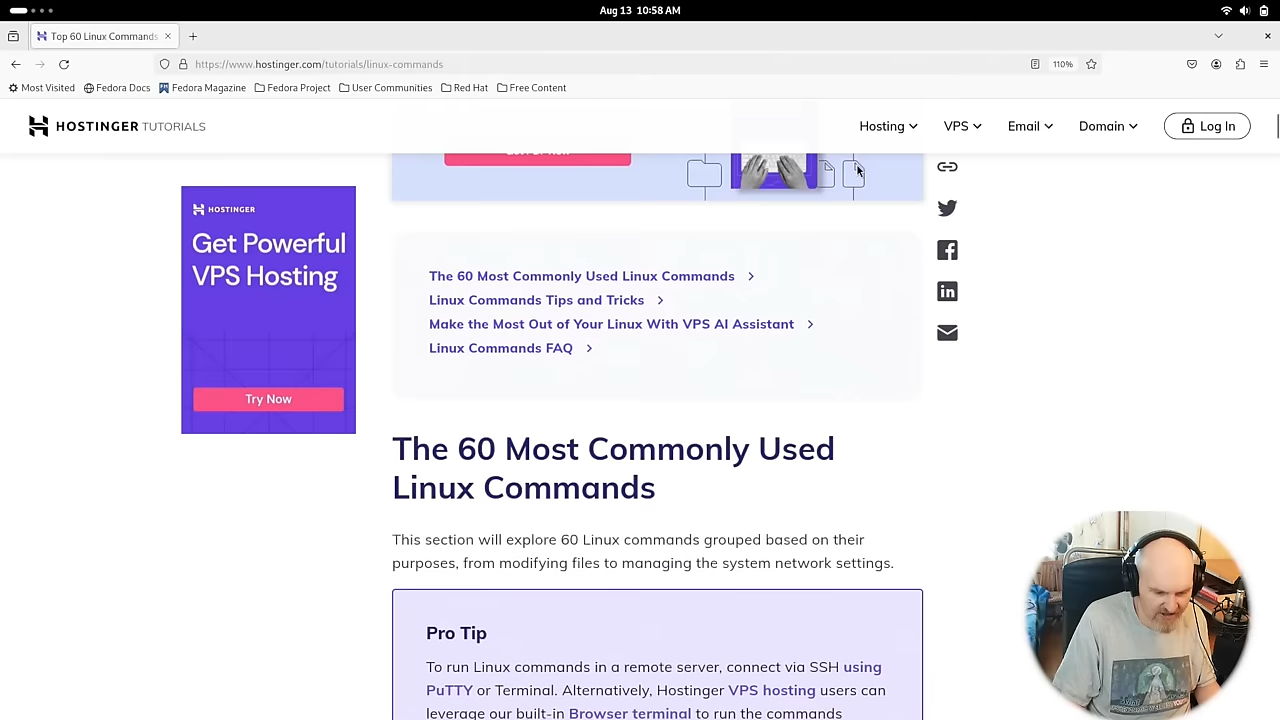 Aug 13 10:58 AM
Top 60 Linux Commands
https://www.hostinger.com/tutorials/linux-commands
110%
Most Visited
Fedora Docs
Fedora Magazine
Fedora Project
User Communities
Red Hat
Free Content
HOSTINGER TUTORIALS
Hosting
VPS
Email
Domain
Log In
HOSTINGER
Get Powerful
VPS Hosting
Try Now
The 60 Most Commonly Used Linux Commands
Linux Commands Tips and Tricks
Make the Most Out of Your Linux With VPS AI Assistant
Linux Commands FAQ
The 60 Most Commonly Used
Linux Commands
This section will explore 60 Linux commands grouped based on their
purposes, from modifying files to managing the system network settings.
Pro Tip
To run Linux commands in a remote server, connect via SSH using
PuTTY or Terminal. Alternatively, Hostinger VPS hosting users can
leverage our built-in Browser terminal to run the commands